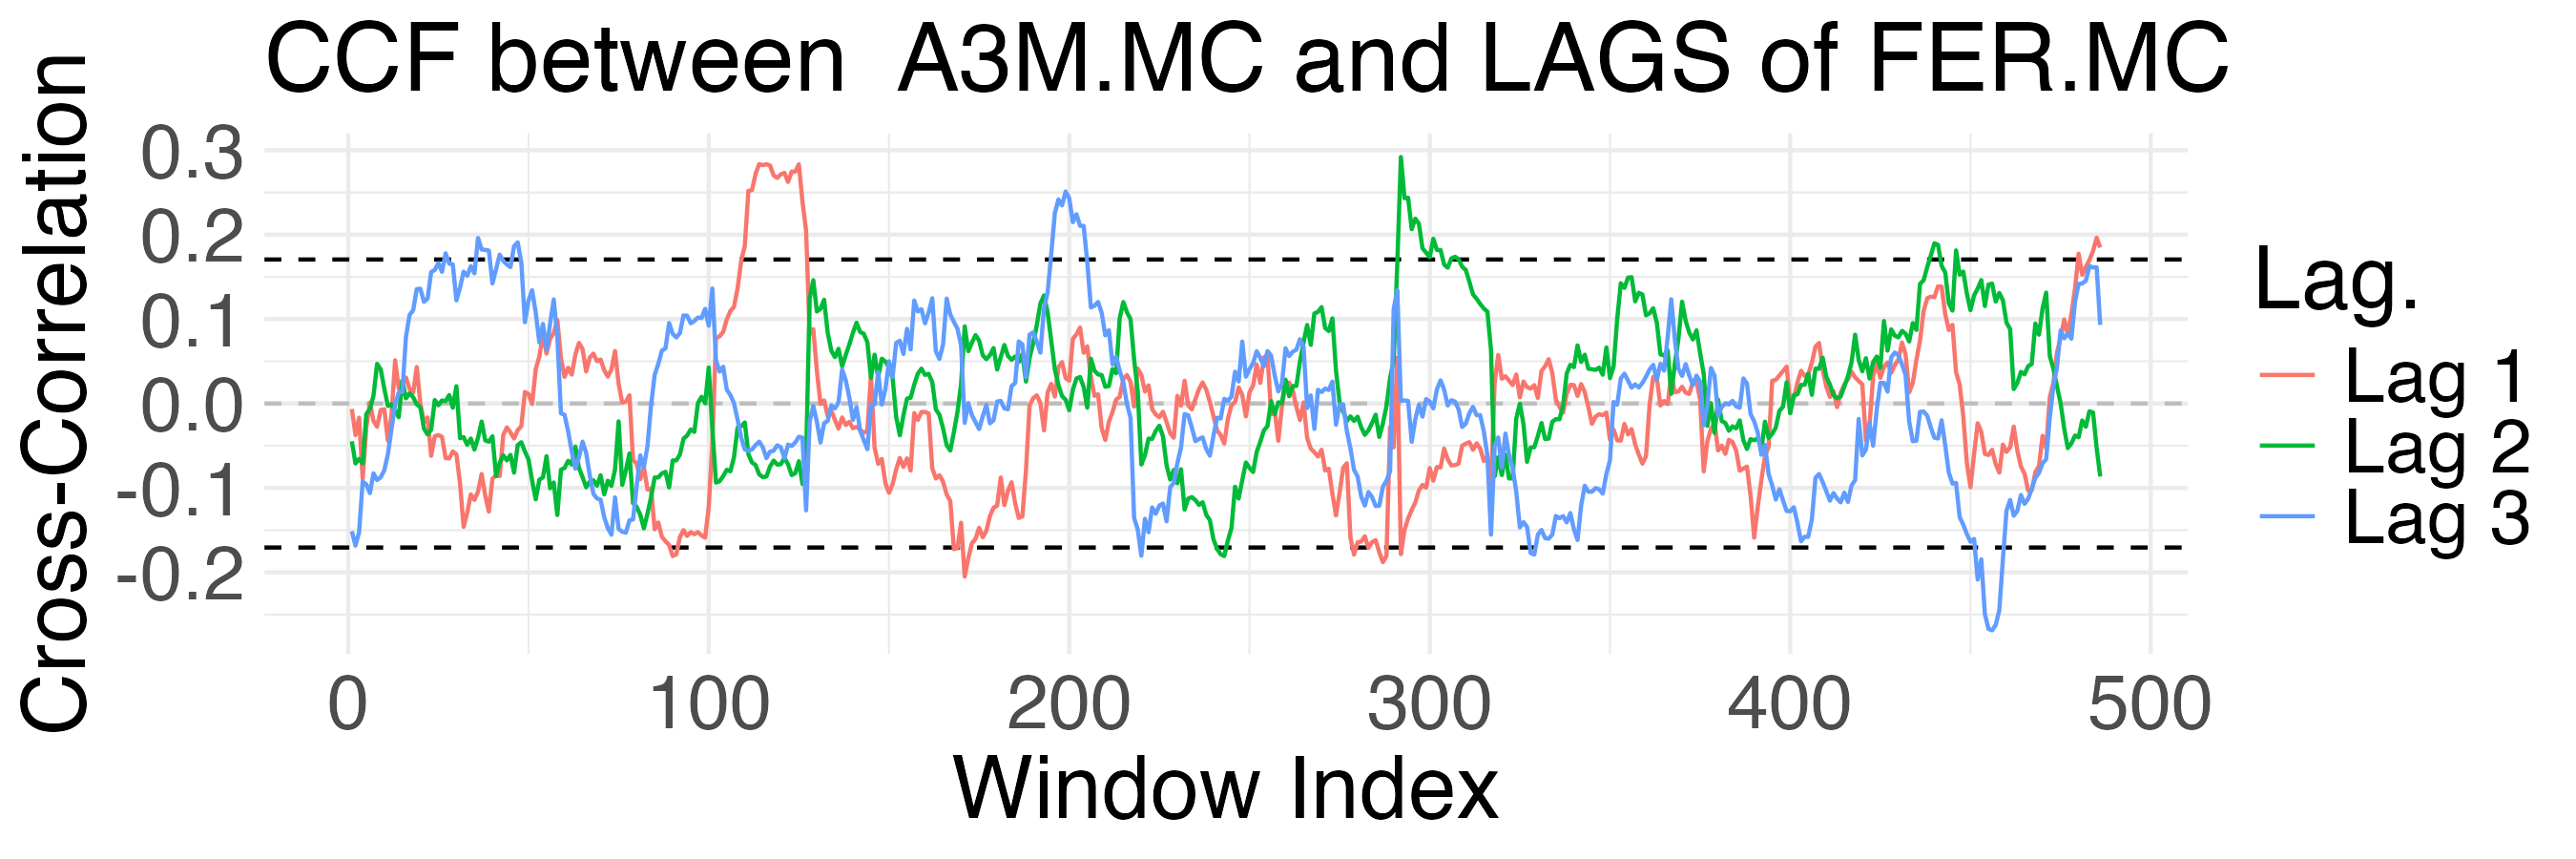 CCF between  A3M.MC and LAGS of FER.MC
Cross-Correlation
0.3
0.2
0.1
0.0
-0.1
-0.2
0 100 200 300 400 500
Window Index
Lag.
Lag 1
Lag 2
Lag 3